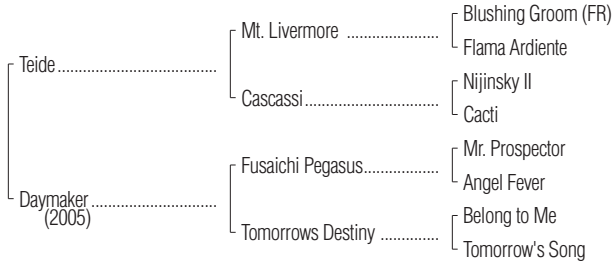 Blushing Groom (FR)
Mt. Livermore ..................
Flama Ardiente
Teide ................................
Nijinsky II
Cascassi ..........................
Cacti
Mr. Prospector
Fusaichi Pegasus ..............
Angel Fever
Daymaker .........................
(2005)
Belong to Me
Tomorrows Destiny ...........
Tomorrow's Song